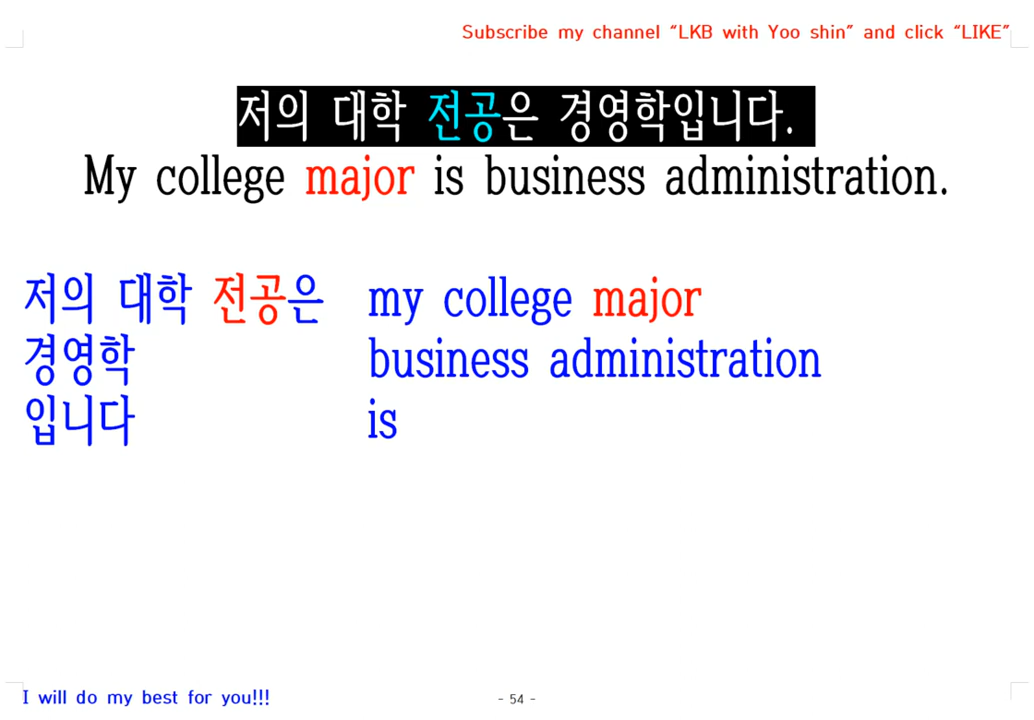 Subscribe my channel “LKB with Yoo shin” and click “LIKE”
저의 대학 전공은 경영학입니다.
My college major is business administration.
저의 대학 전공은 my college major
경영학 business administration
입니다 is
I will do my best for you!!! - 54 -